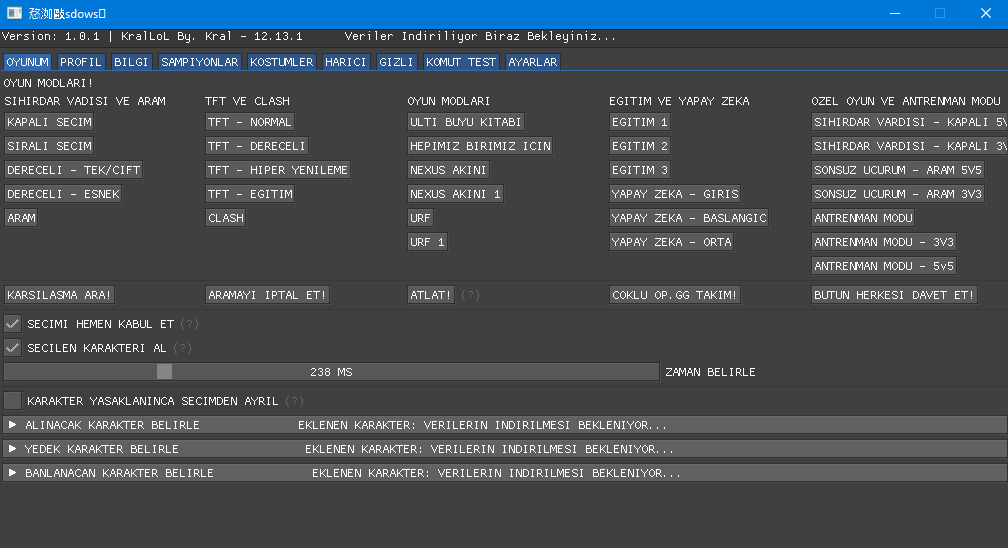 憝洳敺sdows
Version: 1.0.1 | KralLoL By. Kral - 12.13.1 Veriler Indiriliyor Biraz Bekleyiniz...
OYUNUM PROFIL BILGI SAMPIYONLAR KOSTUMLER HARICI GIZLI KOMUT TEST AYARLAR
OYUN MODLARI!
SIHIRDAR VADISI VE ARAM TFT VE CLASH OYUN MODLARI EGITIM VE YAPAY ZEKA OZEL OYUN VE ANTRENMAN MODU
KAPALI SECIM TFT - NORMAL ULTI BUYU KITABI EGITIM 1 SIHIRDAR VARDISI - KAPALI 5V
SIRALI SECIM TFT - DERECELI HEPIMIZ BIRIMIZ ICIN EGITIM 2 SIHIRDAR VARDISI - KAPALI 3V
DERECELI - TEK/CIFT TFT - HIPER YENILEME NEXUS AKINI EGITIM 3 SONSUZ UCURUM - ARAM 5V5
DERECELI - ESNEK TFT - EGITIM NEXUS AKINI 1 YAPAY ZEKA - GIRIS SONSUZ UCURUM - ARAM 3V3
ARAM CLASH URF YAPAY ZEKA - BASLANGIC ANTRENMAN MODU
URF 1 YAPAY ZEKA - ORTA ANTRENMAN MODU - 3V3
ANTRENMAN MODU - 5v5
KARSILASMA ARA! ARAMAYI IPTAL ET! ATLAT! (?) COKLU OP.GG TAKIM! BUTUN HERKESI DAVET ET!
SECIMI HEMEN KABUL ET (?)
SECILEN KARAKTERI AL (?)
238 MS ZAMAN BELIRLE
KARAKTER YASAKLANINCA SECIMDEN AYRIL (?)
ALINACAK KARAKTER BELIRLE EKLENEN KARAKTER: VERILERIN INDIRILMESI BEKLENIYOR...
YEDEK KARAKTER BELIRLE EKLENEN KARAKTER: VERILERIN INDIRILMESI BEKLENIYOR...
BANLANACAK KARAKTER BELIRLE EKLENEN KARAKTER: VERILERIN INDIRILMESI BEKLENIYOR...